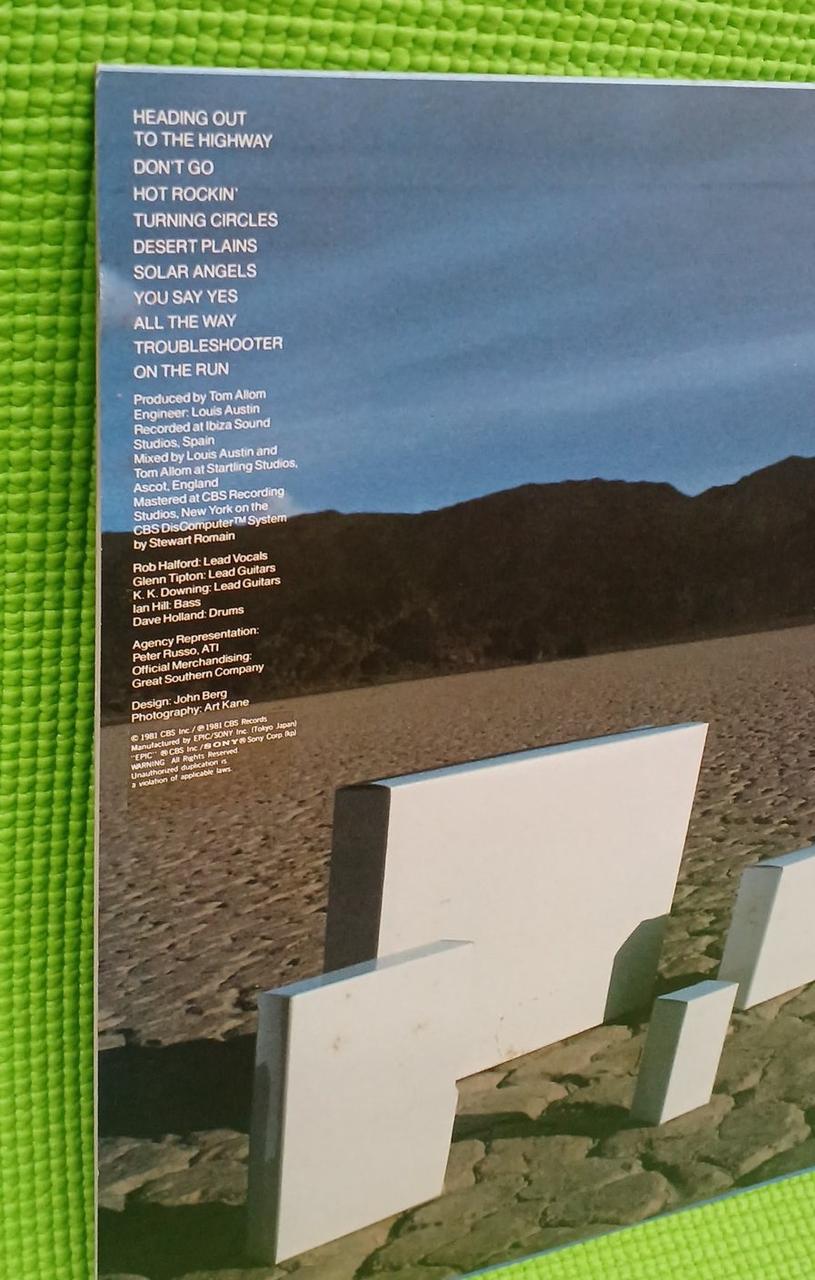 HEADING OUT
TO THE HIGHWAY
DON'T GO
HOT ROCKIN'
TURNING CIRCLES
DESERT PLAINS
SOLAR ANGELS
YOU SAY YES
ALL THE WAY
TROUBLESHOOTER
ON THE RUN
Produced by Tom Allom
Engineer: Louis Austin
Recorded at Ibiza Sound
Studios, Spain
Mixed by Louis Austin and
Tom Allom at Startling Studios,
Ascot, England
Mastered at CBS Recording
Studios, New York on the
CBS DisComputer™ System
by Stewart Romain
Rob Halford: Lead Vocals
Glenn Tipton: Lead Guitars
K. K. Downing: Lead Guitars
Ian Hill: Bass
Dave Holland: Drums
Agency Representation:
Peter Russo, ATI
Official Merchandising:
Great Southern Company
Design: John Berg
Photography: Art Kane
© 1981 CBS Inc./℗ 1981 CBS Records
Manufactured by EPIC/SONY Inc. (Tokyo Japan)
"EPIC" ® CBS Inc./SONY® Sony Corp. (kp)
WARNING All Rights Reserved
Unauthorized duplication is
a violation of applicable laws.